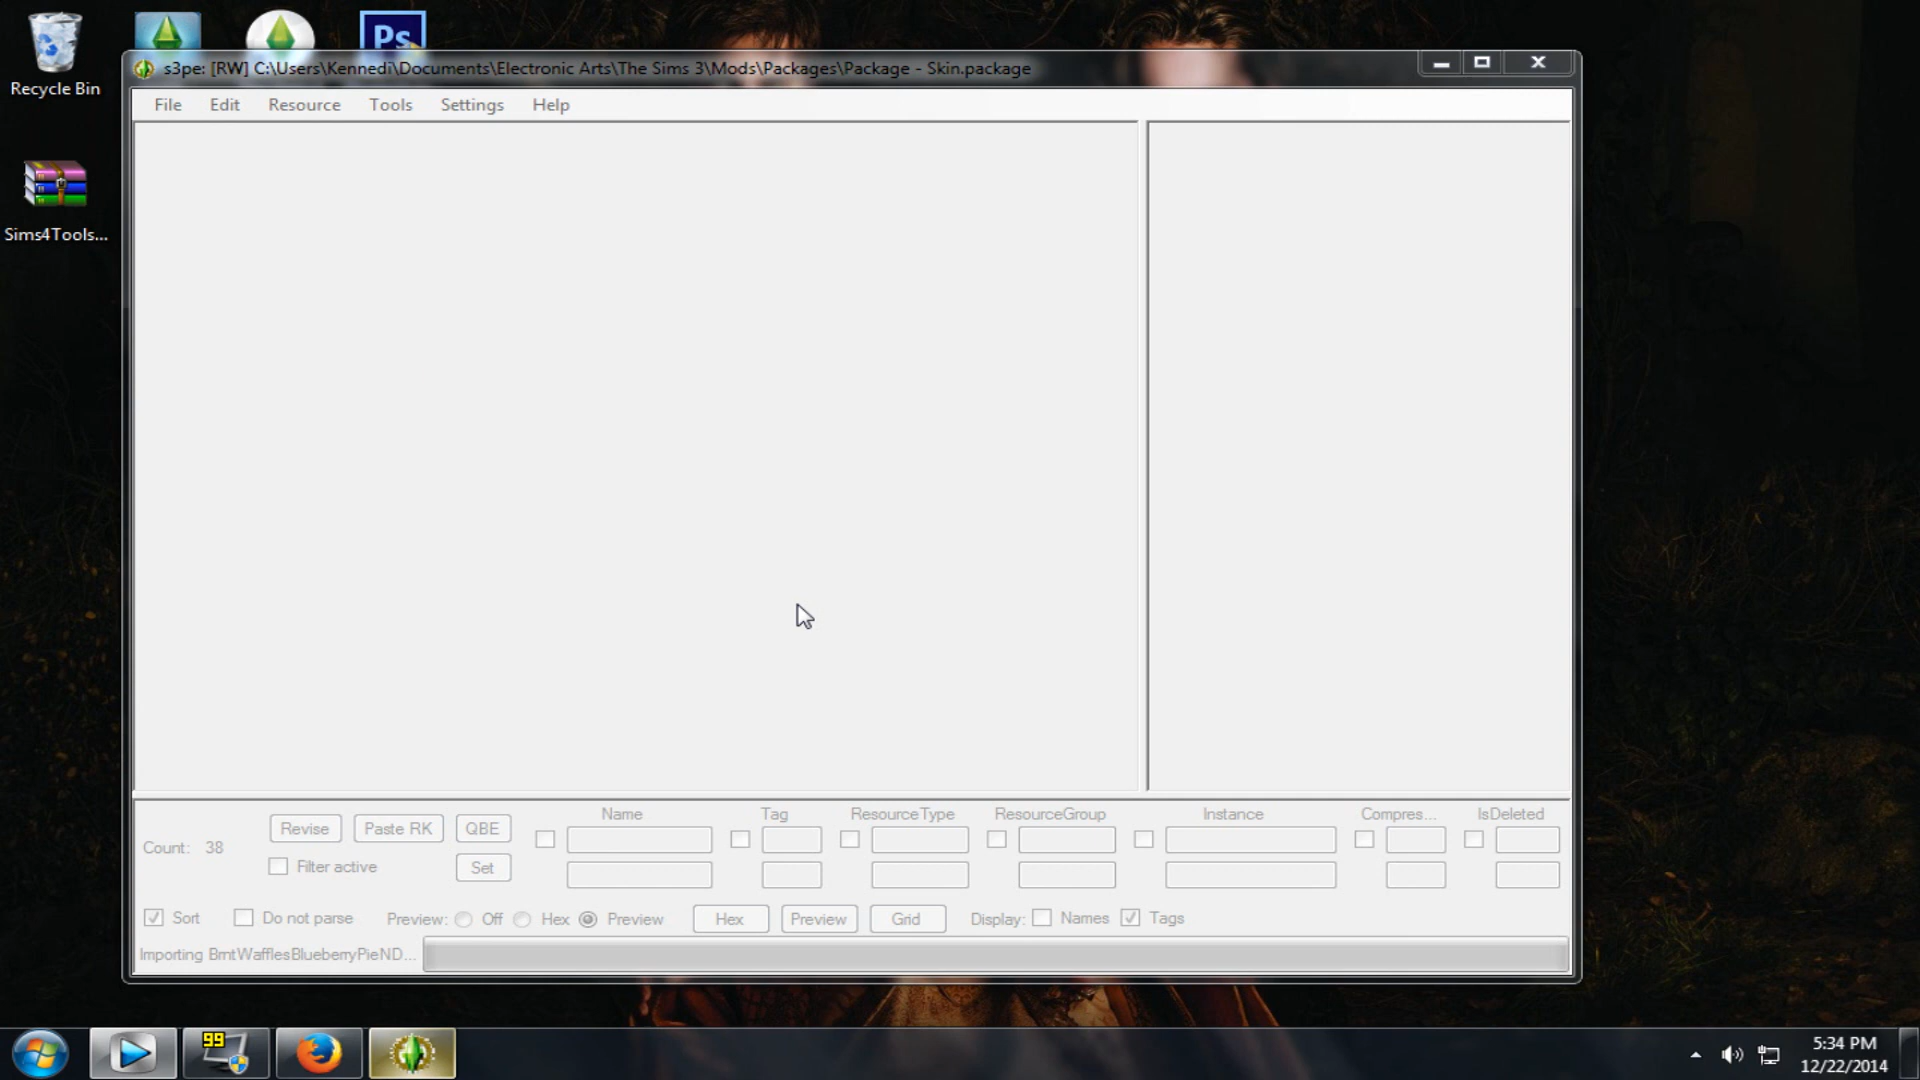 Ps
Recycle Bin
Sims4Tools...
s3pe: [RW] C:\Users\Kennedi\Documents\Electronic Arts\The Sims 3\Mods\Packages\Package - Skin.package
File Edit Resource Tools Settings Help
Name Tag ResourceType ResourceGroup Instance Compres... IsDeleted
Revise Paste RK QBE
Count: 38
Filter active Set
Sort Do not parse Preview: Off Hex Preview Hex Preview Grid Display: Names Tags
Importing BrntWafflesBlueberryPieND...
99
5:34 PM
12/22/2014